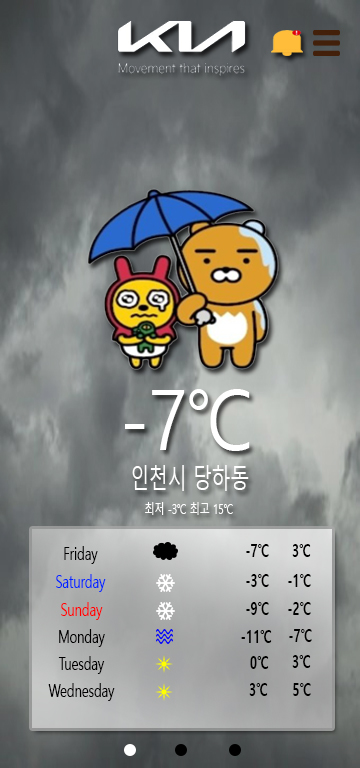 KIA
Movement that inspires
-7℃
인천시 당하동
최저 -3℃ 최고 15℃
Friday -7℃ 3℃
Saturday -3℃ -1℃
Sunday -9℃ -2℃
Monday -11℃ -7℃
Tuesday 0℃ 3℃
Wednesday 3℃ 5℃